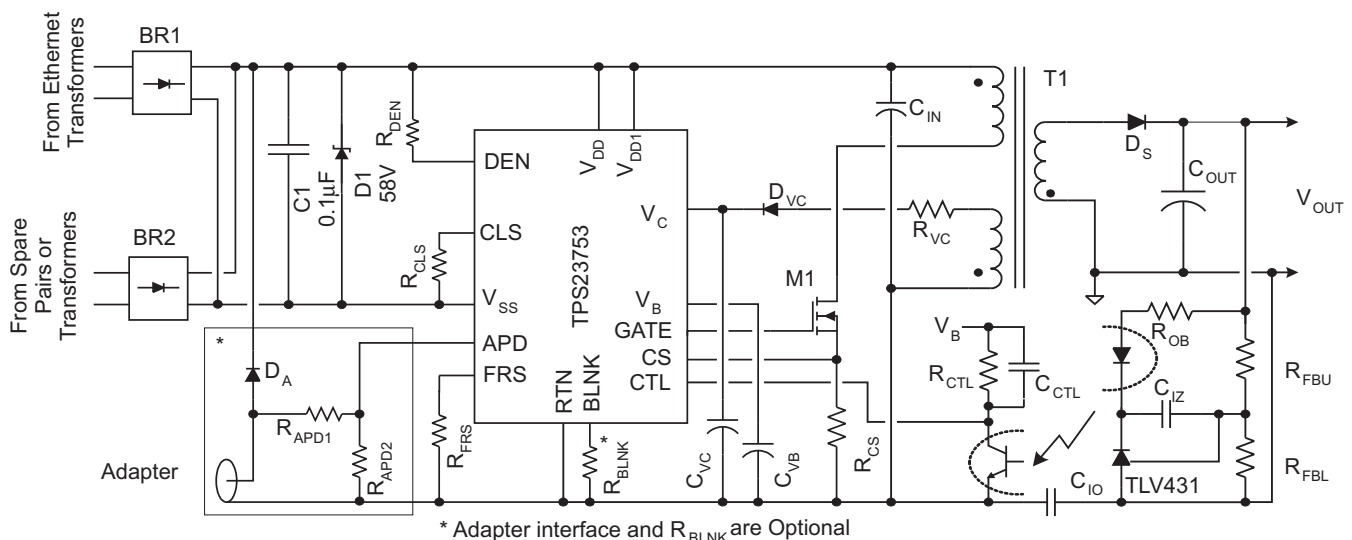 From Ethernet
Transformers
BR1
From Spare
Pairs or
Transformers
BR2
C1
0.1μF
D1
58V
R_DEN
R_CLS
DEN
CLS
V_SS
APD
FRS
RTN
BLNK
TPS23753
V_DD
V_DD1
V_C
V_B
GATE
CS
CTL
D_VC
R_VC
C_IN
T1
M1
D_S
C_OUT
V_OUT
V_B
R_CTL
C_CTL
R_OB
C_IZ
R_FBU
R_FBL
TLV431
C_IO
R_CS
C_VC
C_VB
R_BLNK
*
R_FRS
*
D_A
R_APD1
R_APD2
Adapter
* Adapter interface and R_BLNK are Optional